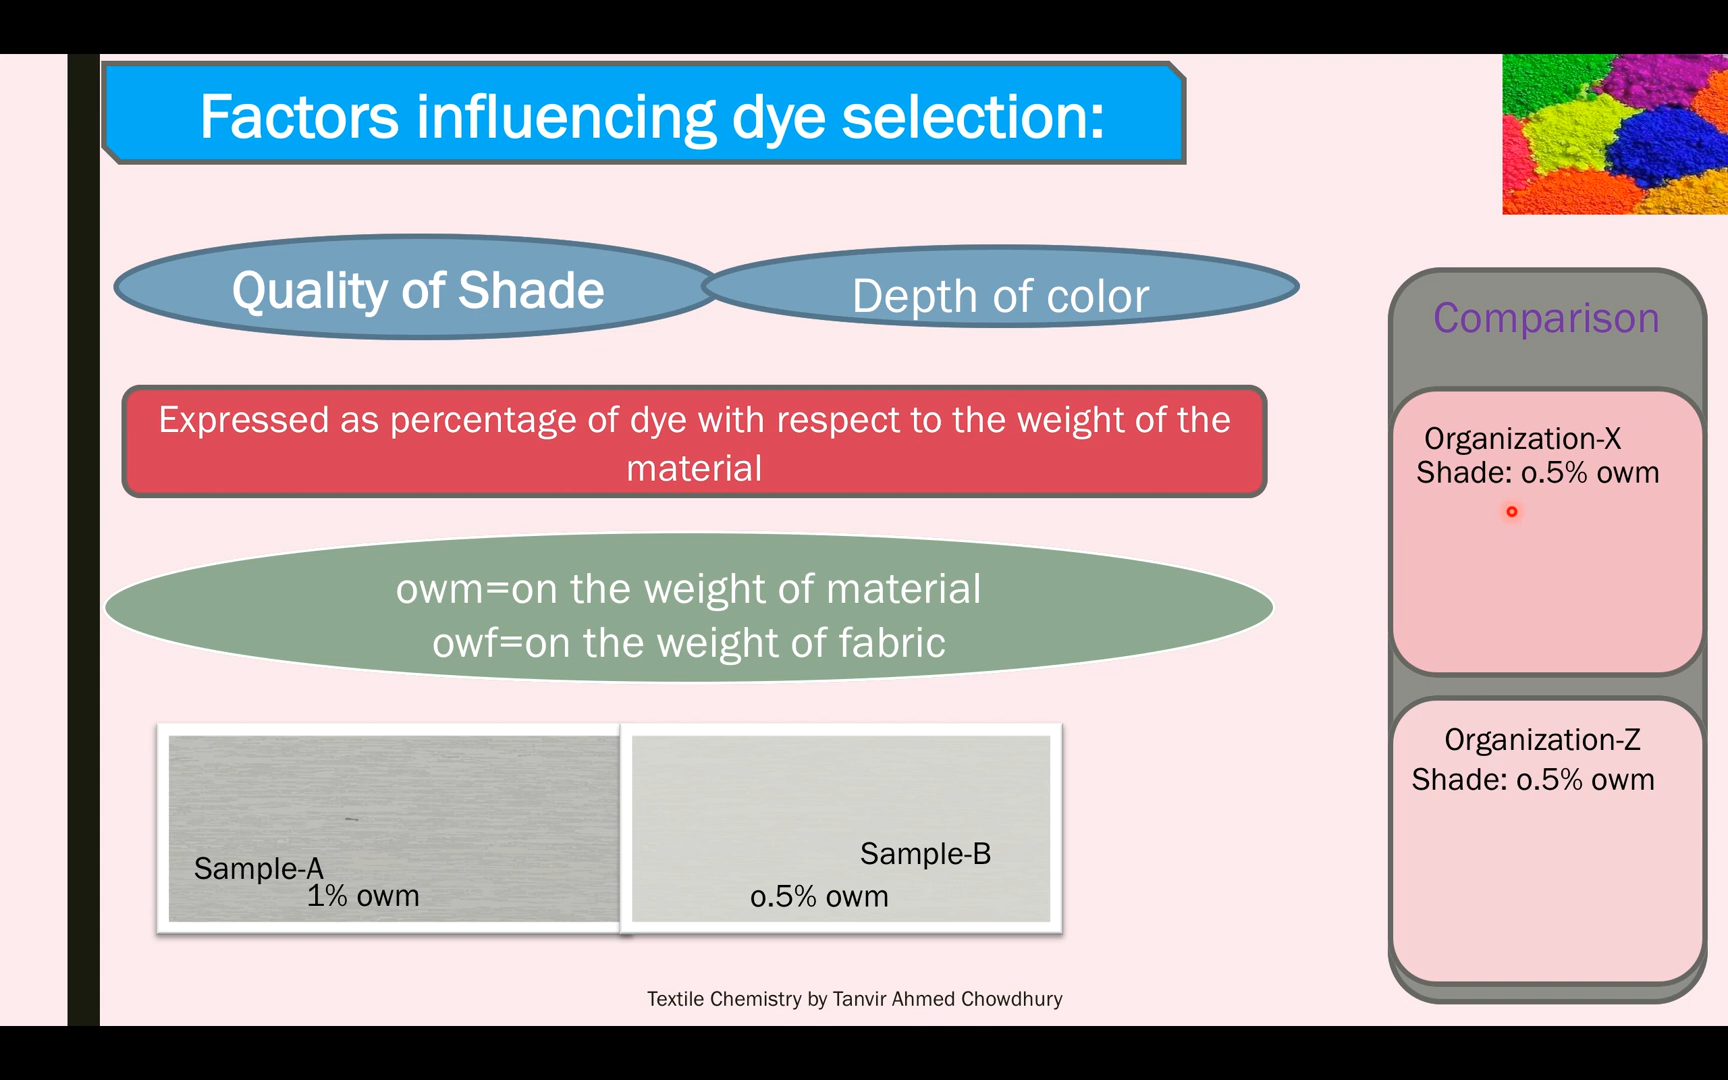 Factors influencing dye selection:
Quality of Shade
Depth of color
Expressed as percentage of dye with respect to the weight of the
material
owm=on the weight of material
owf=on the weight of fabric
Sample-A
1% owm
Sample-B
o.5% owm
Comparison
Organization-X
Shade: o.5% owm
Organization-Z
Shade: o.5% owm
Textile Chemistry by Tanvir Ahmed Chowdhury